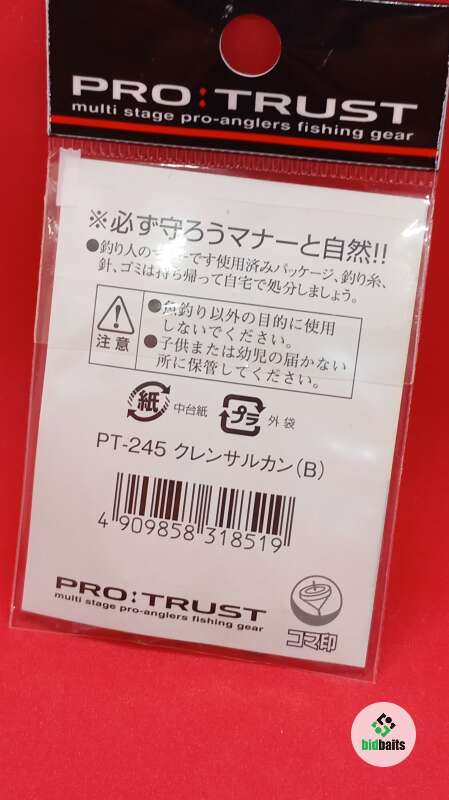 PRO:TRUST
multi stage pro-anglers fishing gear
※必ず守ろうマナーと自然!!
●釣り人のマナーです使用済みパッケージ、釣り糸、
針、ゴミは持ち帰って自宅で処分しましょう。
注意
●魚釣り以外の目的に使用
しないでください。
●子供または幼児の届かない
所に保管してください。
紙 中台紙 プラ 外袋
PT-245 クレンサルカン(B)
4 909858 318519
PRO:TRUST
multi stage pro-anglers fishing gear
コマ印
bidbaits